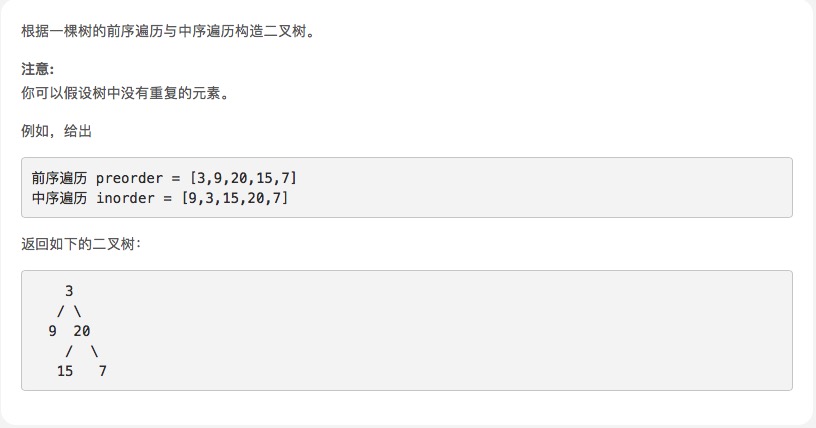 根据一棵树的前序遍历与中序遍历构造二叉树。
注意:
你可以假设树中没有重复的元素。
例如，给出
前序遍历 preorder = [3,9,20,15,7]
中序遍历 inorder = [9,3,15,20,7]
返回如下的二叉树：
3
/ \
9  20
/  \
15   7